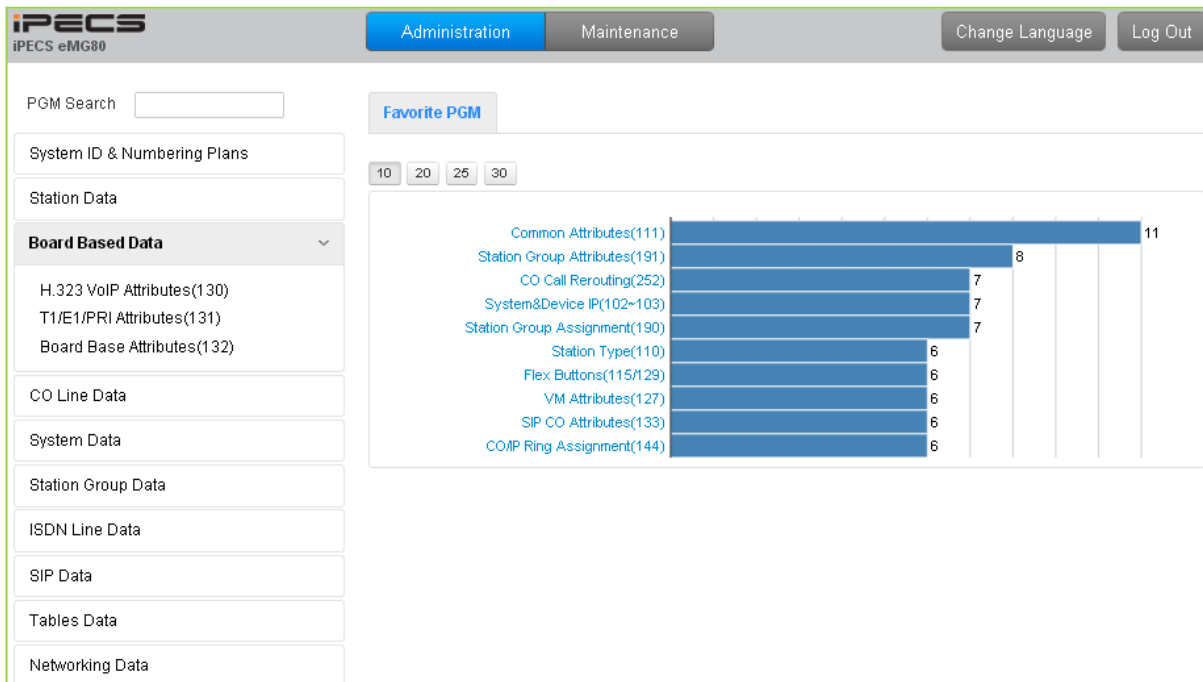 iPECS
iPECS eMG80
Administration
Maintenance
Change Language
Log Out
PGM Search
System ID & Numbering Plans
Station Data
Board Based Data
H.323 VoIP Attributes(130)
T1/E1/PRI Attributes(131)
Board Base Attributes(132)
CO Line Data
System Data
Station Group Data
ISDN Line Data
SIP Data
Tables Data
Networking Data
Favorite PGM
10 20 25 30
Common Attributes(111) 11
Station Group Attributes(191) 8
CO Call Rerouting(252) 7
System&Device IP(102~103) 7
Station Group Assignment(190) 7
Station Type(110) 6
Flex Buttons(115/129) 6
VM Attributes(127) 6
SIP CO Attributes(133) 6
CO/IP Ring Assignment(144) 6